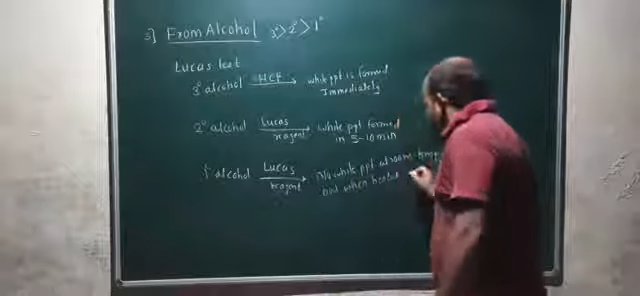 3] From Alcohol 3°>2°>1°
Lucas test
3° alcohol HCl → white ppt is formed
Immediately
2° alcohol Lucas reagent → white ppt formed
in 5-10 min
1° alcohol Lucas reagent → No white ppt at room temp
but when heated